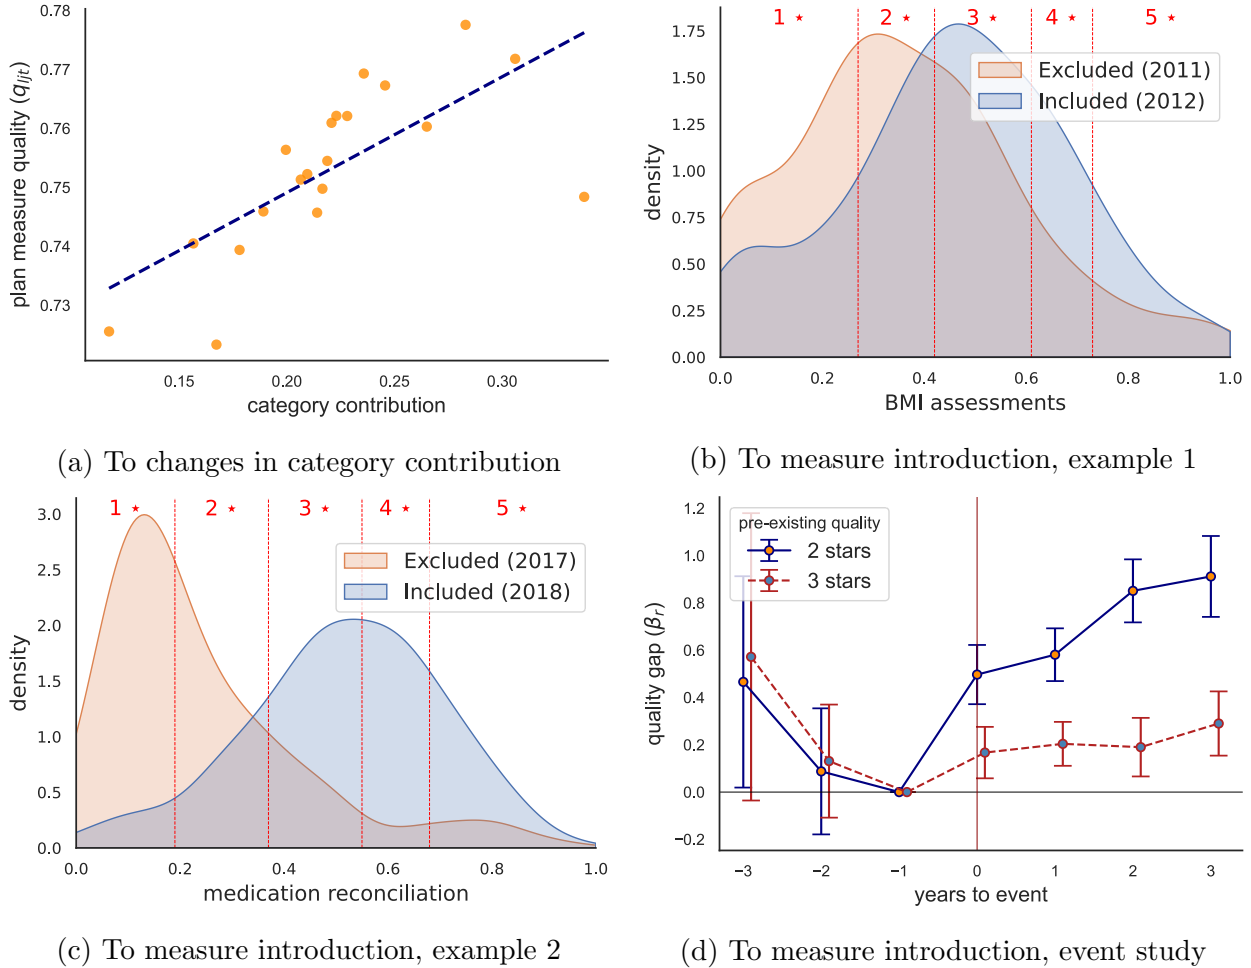 0.78
0.77
0.76
0.75
0.74
0.73
plan measure quality (q_ljt)
0.15 0.20 0.25 0.30
category contribution
(a) To changes in category contribution
1 ★ 2 ★ 3 ★ 4 ★ 5 ★
1.75
1.50
1.25
1.00
0.75
0.50
0.25
0.00
density
Excluded (2011)
Included (2012)
0.0 0.2 0.4 0.6 0.8 1.0
BMI assessments
(b) To measure introduction, example 1
1 ★ 2 ★ 3 ★ 4 ★ 5 ★
3.0
2.5
2.0
1.5
1.0
0.5
0.0
density
Excluded (2017)
Included (2018)
0.0 0.2 0.4 0.6 0.8 1.0
medication reconciliation
(c) To measure introduction, example 2
1.2
1.0
0.8
0.6
0.4
0.2
0.0
−0.2
quality gap (β_r)
pre-existing quality
2 stars
3 stars
−3 −2 −1 0 1 2 3
years to event
(d) To measure introduction, event study